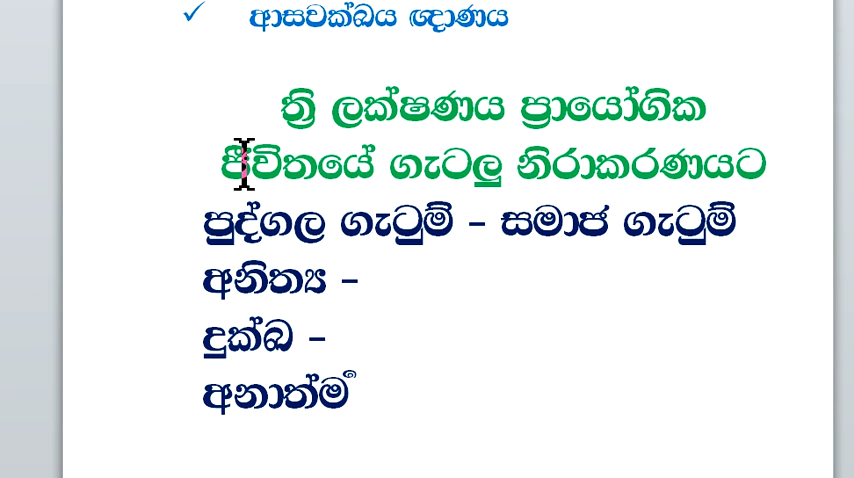 ✓ ආසවක්ඛය ඥාණය
ත්‍රි ලක්ෂණය ප්‍රායෝගික
ජීවිතයේ ගැටලු නිරාකරණයට
පුද්ගල ගැටුම් – සමාජ ගැටුම්
අනිත්‍ය –
දුක්ඛ –
අනාත්ම